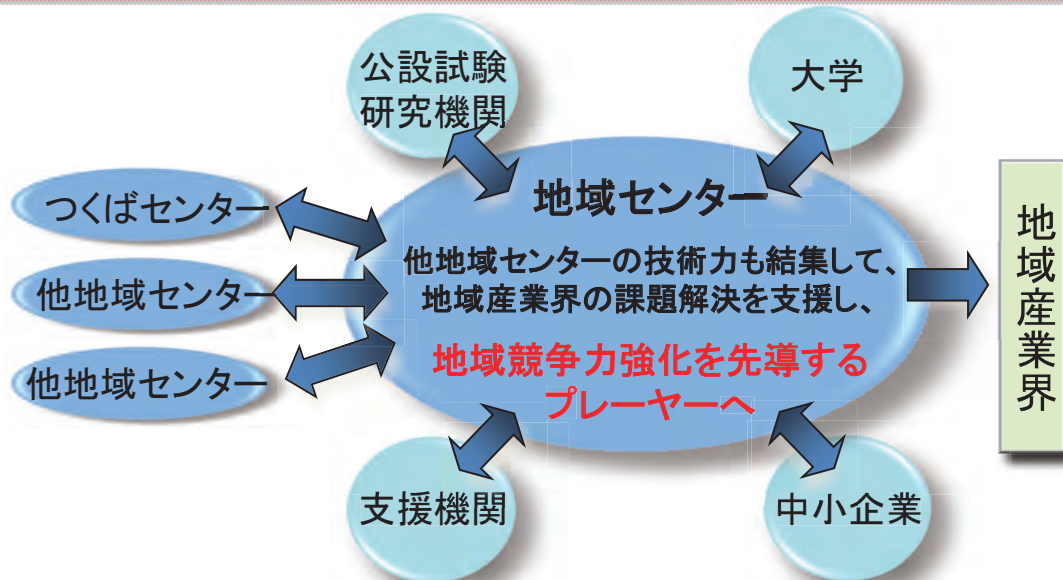 公設試験
研究機関
大学
つくばセンター
他地域センター
他地域センター
地域センター
他地域センターの技術力も結集して、
地域産業界の課題解決を支援し、
地域競争力強化を先導する
プレーヤーへ
地域産業界
支援機関
中小企業